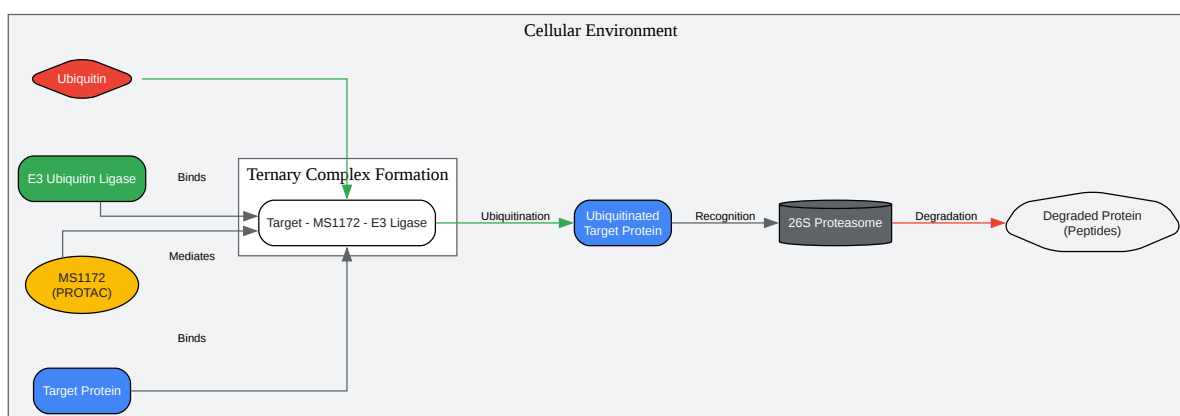 Cellular Environment
Ubiquitin
E3 Ubiquitin Ligase
Binds
Ternary Complex Formation
Target - MS1172 - E3 Ligase
Ubiquitination
Ubiquitinated
Target Protein
Recognition
26S Proteasome
Degradation
Degraded Protein
(Peptides)
Mediates
MS1172
(PROTAC)
Binds
Target Protein